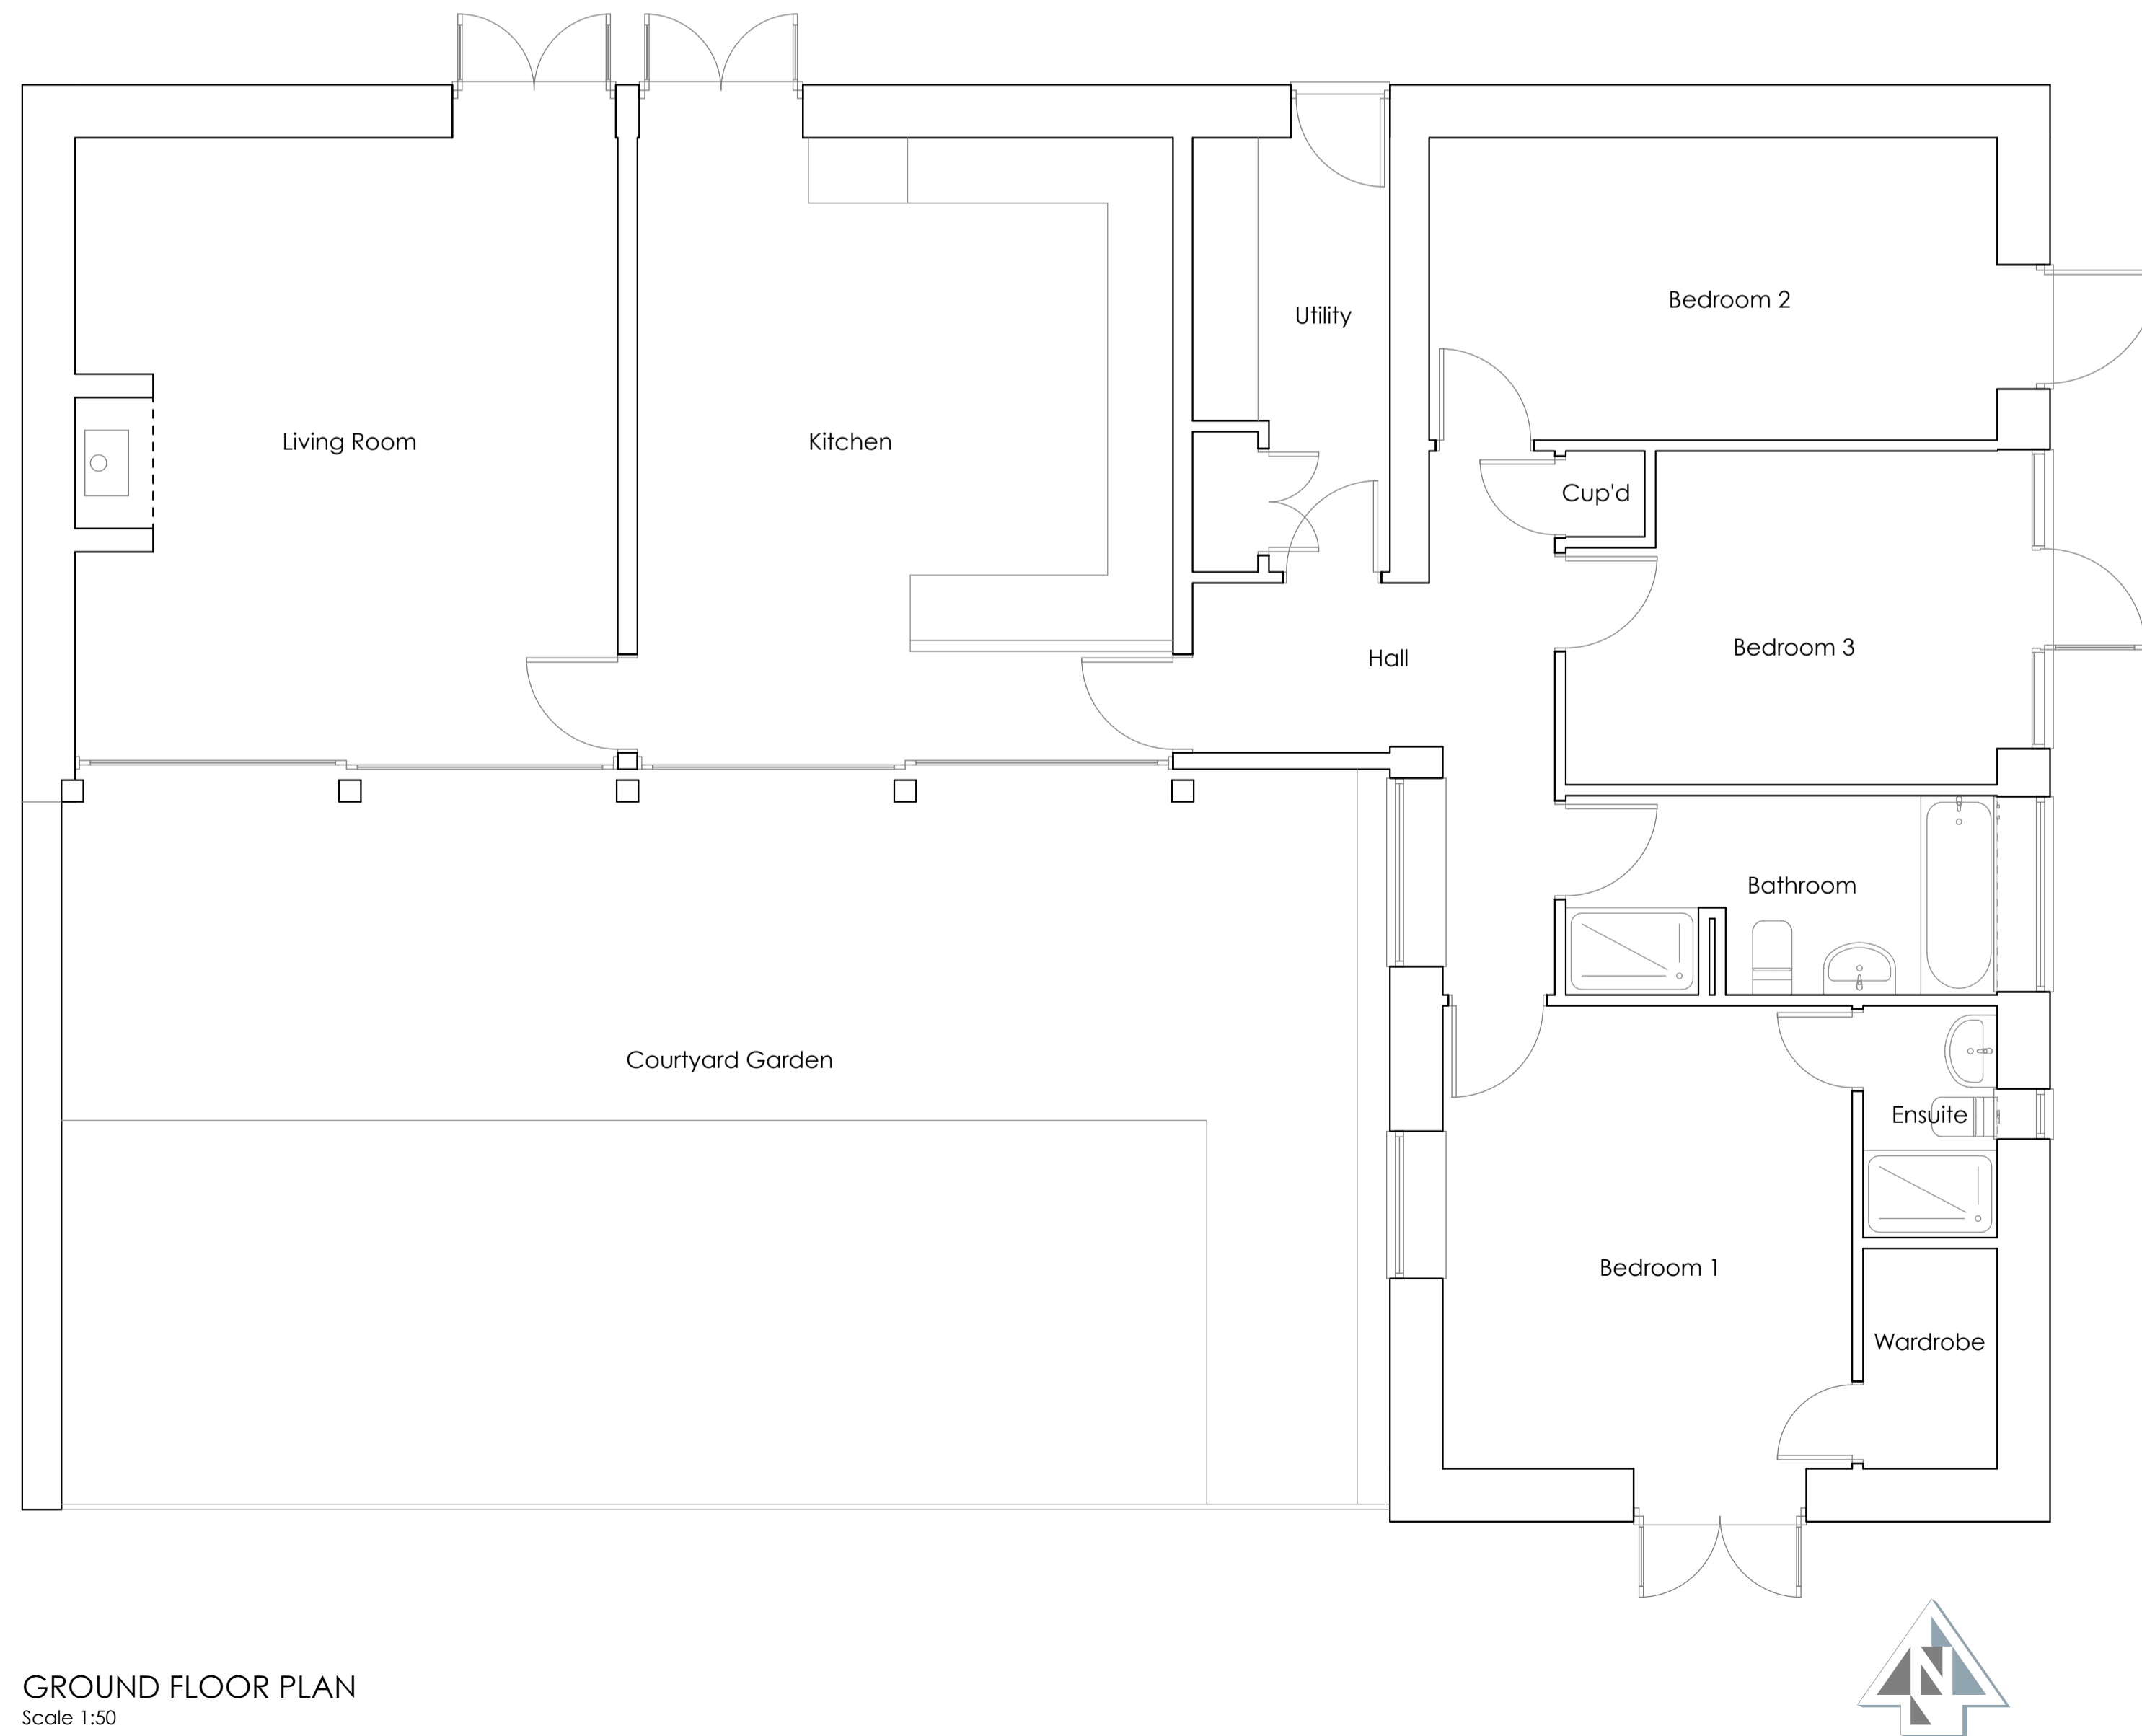 Utility
Bedroom 2
Living Room
Kitchen
Cup'd
Hall
Bedroom 3
Bathroom
Courtyard Garden
Ensuite
Bedroom 1
Wardrobe
GROUND FLOOR PLAN
Scale 1:50
N